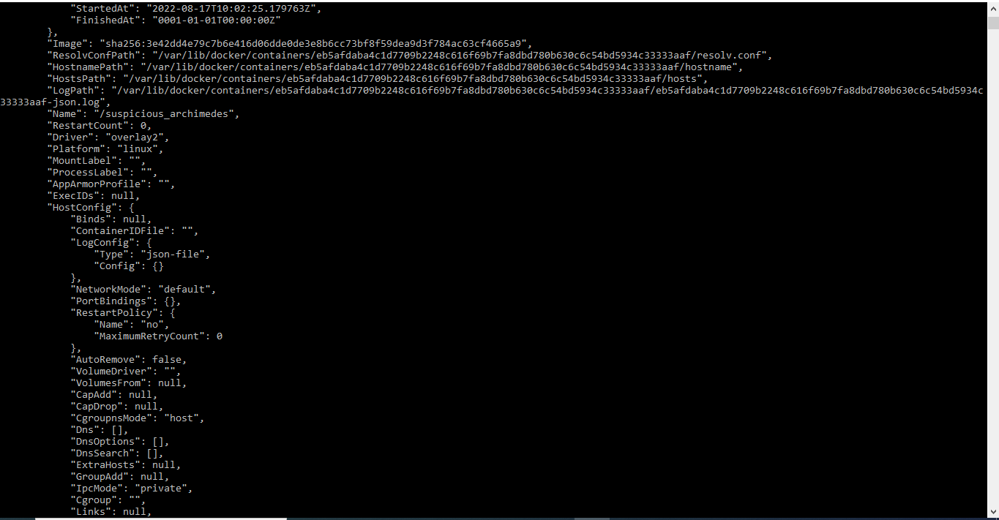 "StartedAt": "2022-08-17T10:02:25.179763Z",
"FinishedAt": "0001-01-01T00:00:00Z"
},
"Image": "sha256:3e42dd4e79c7b6e416d06dde0de3e8b6cc73bf8f59dea9d3f784ac63cf4665a9",
"ResolvConfPath": "/var/lib/docker/containers/eb5afdaba4c1d7709b2248c616f69b7fa8dbd780b630c6c54bd5934c33333aaf/resolv.conf",
"HostnamePath": "/var/lib/docker/containers/eb5afdaba4c1d7709b2248c616f69b7fa8dbd780b630c6c54bd5934c33333aaf/hostname",
"HostsPath": "/var/lib/docker/containers/eb5afdaba4c1d7709b2248c616f69b7fa8dbd780b630c6c54bd5934c33333aaf/hosts",
"LogPath": "/var/lib/docker/containers/eb5afdaba4c1d7709b2248c616f69b7fa8dbd780b630c6c54bd5934c33333aaf/eb5afdaba4c1d7709b2248c616f69b7fa8dbd780b630c6c54bd5934c
33333aaf-json.log",
"Name": "/suspicious_archimedes",
"RestartCount": 0,
"Driver": "overlay2",
"Platform": "linux",
"MountLabel": "",
"ProcessLabel": "",
"AppArmorProfile": "",
"ExecIDs": null,
"HostConfig": {
"Binds": null,
"ContainerIDFile": "",
"LogConfig": {
"Type": "json-file",
"Config": {}
},
"NetworkMode": "default",
"PortBindings": {},
"RestartPolicy": {
"Name": "no",
"MaximumRetryCount": 0
},
"AutoRemove": false,
"VolumeDriver": "",
"VolumesFrom": null,
"CapAdd": null,
"CapDrop": null,
"CgroupnsMode": "host",
"Dns": [],
"DnsOptions": [],
"DnsSearch": [],
"ExtraHosts": null,
"GroupAdd": null,
"IpcMode": "private",
"Cgroup": "",
"Links": null,